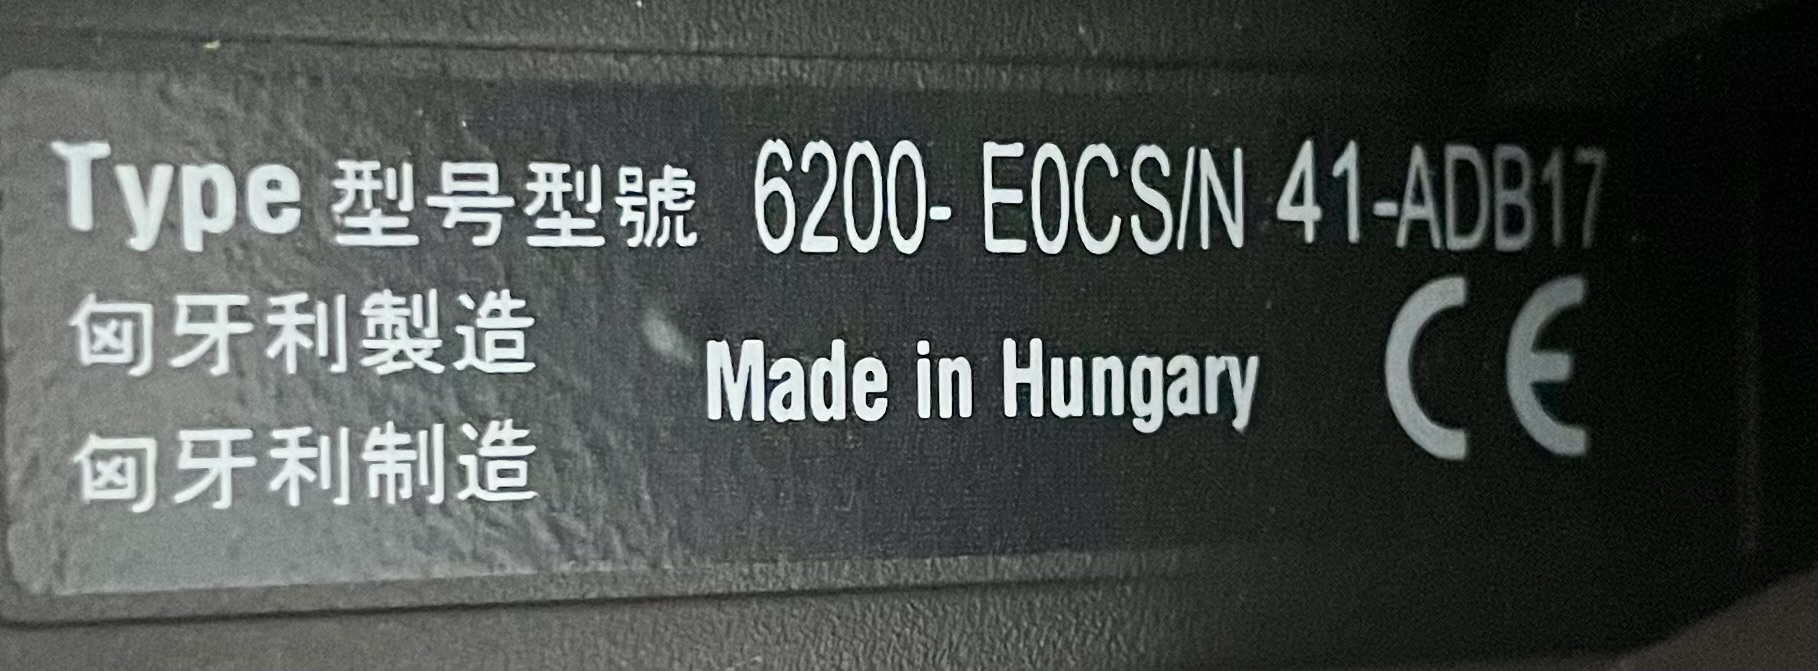 Type 型号型號 6200- E0CS/N 41-ADB17
匈牙利製造
Made in Hungary CE
匈牙利制造